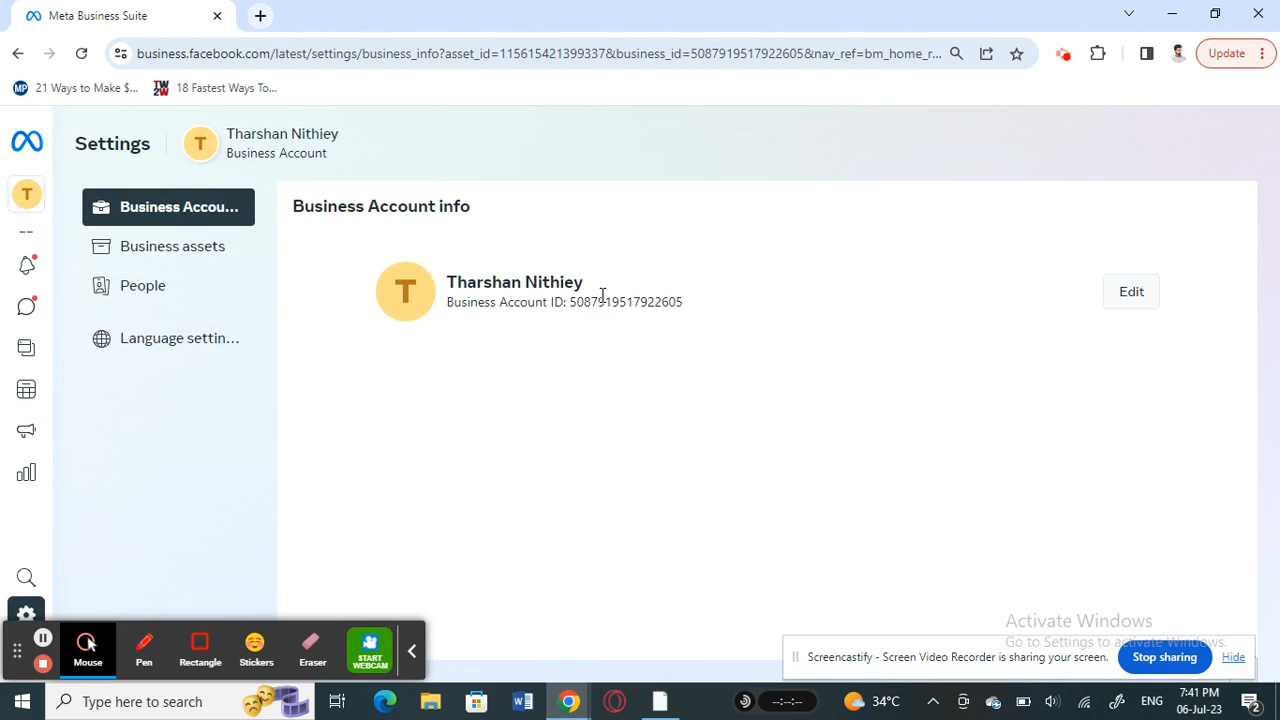 Meta Business Suite
business.facebook.com/latest/settings/business_info?asset_id=115615421399337&business_id=5087919517922605&nav_ref=bm_home_r...
Update
MP 21 Ways to Make $...
TW2W 18 Fastest Ways To...
Settings
T
Tharshan Nithiey
Business Account
T
Business Accou...
Business assets
People
Language settin...
Business Account info
T
Tharshan Nithiey
Business Account ID: 5087919517922605
Edit
Activate Windows
Go to Settings to activate Windows.
Mouse
Pen
Rectangle
Stickers
Eraser
START
WEBCAM
Screencastify - Screen Video Recorder is sharing your screen.
Stop sharing
Hide
Type here to search
--:--:--
34°C
ENG
7:41 PM
06-Jul-23
2